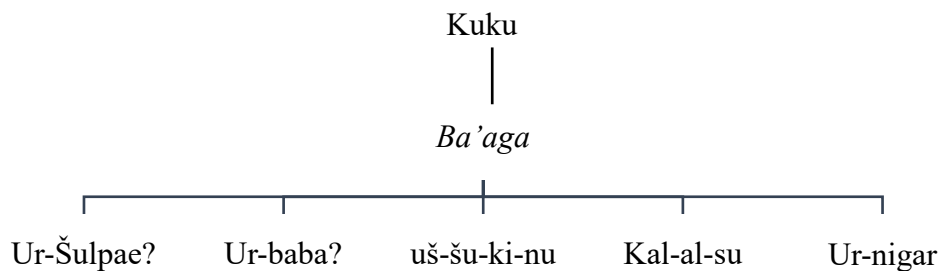 Kuku
Ba’aga
Ur-Šulpae? Ur-baba? uš-šu-ki-nu Kal-al-su Ur-nigar